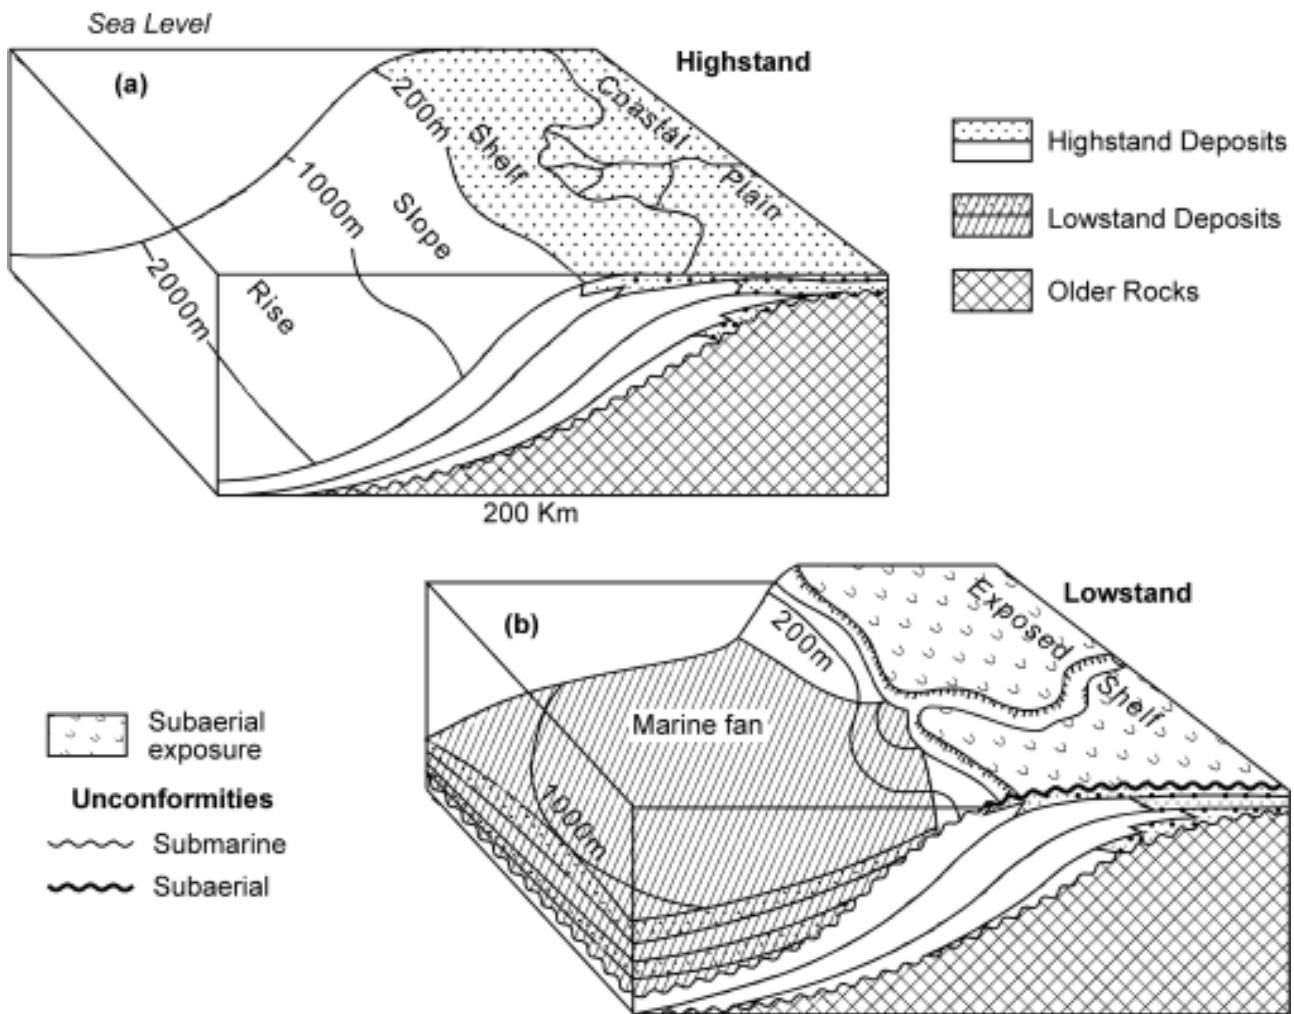 Sea Level
(a)
Highstand
200m
Shelf
Coastal
Plain
1000m
Slope
2000m
Rise
200 Km
Highstand Deposits
Lowstand Deposits
Older Rocks
(b)
Lowstand
Exposed
Shelf
200m
Marine fan
1000m
Subaerial
exposure
Unconformities
Submarine
Subaerial